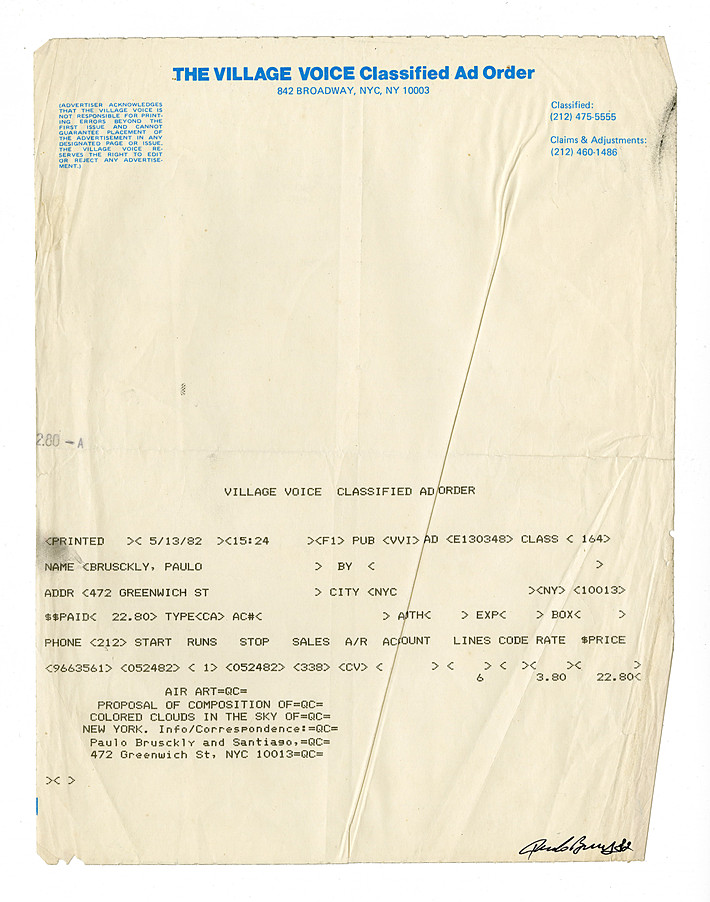 THE VILLAGE VOICE Classified Ad Order
842 BROADWAY, NYC, NY 10003
(ADVERTISER ACKNOWLEDGES
THAT THE VILLAGE VOICE IS
NOT RESPONSIBLE FOR PRINT-
ING ERRORS BEYOND THE
FIRST ISSUE AND CANNOT
GUARANTEE PLACEMENT OF
THE ADVERTISEMENT IN ANY
DESIGNATED PAGE OR ISSUE.
THE VILLAGE VOICE RE-
SERVES THE RIGHT TO EDIT
OR REJECT ANY ADVERTISE-
MENT.)
Classified:
(212) 475-5555
Claims & Adjustments:
(212) 460-1486
2.80 - A
VILLAGE VOICE CLASSIFIED AD ORDER
<PRINTED >< 5/13/82 ><15:24 ><F1> PUB <VVI> AD <E130348> CLASS < 164>
NAME <BRUSCKLY, PAULO > BY < >
ADDR <472 GREENWICH ST > CITY <NYC ><NY> <10013>
$$PAID< 22.80> TYPE<CA> AC#< > AUTH< > EXP< > BOX< >
PHONE <212> START RUNS STOP SALES A/R ACOUNT LINES CODE RATE $PRICE
<9663561> <052482> < 1> <052482> <338> <CV> < > < > < >< >< >
6 3.80 22.80<
AIR ART=QC=
PROPOSAL OF COMPOSITION OF=QC=
COLORED CLOUDS IN THE SKY OF=QC=
NEW YORK. Info/Correspondence:=QC=
Paulo Brusckly and Santiago,=QC=
472 Greenwich St, NYC 10013=QC=
>< >